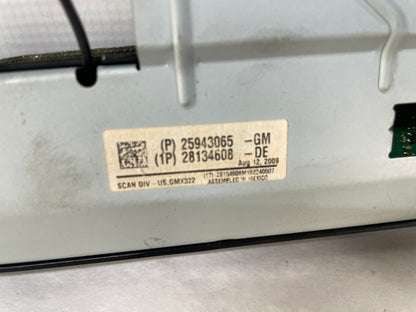 (P) 25943065 -GM
(1P) 28134608 -DE
Aug 12, 2009
SCAN DIV --US,GMX322
ASSEMBLED IN MEXICO